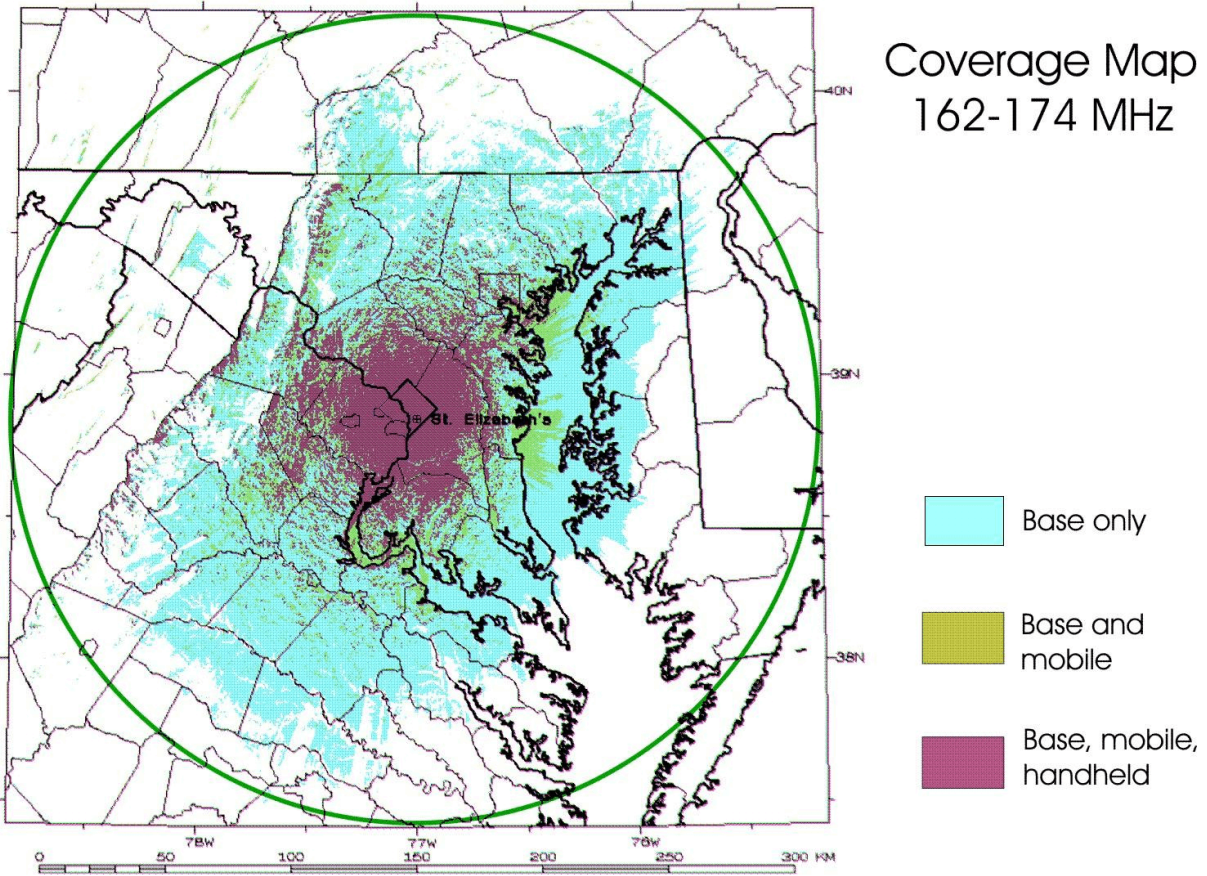 Coverage Map
162-174 MHz
40N
39N
St. Elizabeth's
Base only
Base and
mobile
38N
Base, mobile,
handheld
78W 77W 76W
0 50 100 150 200 250 300 KM